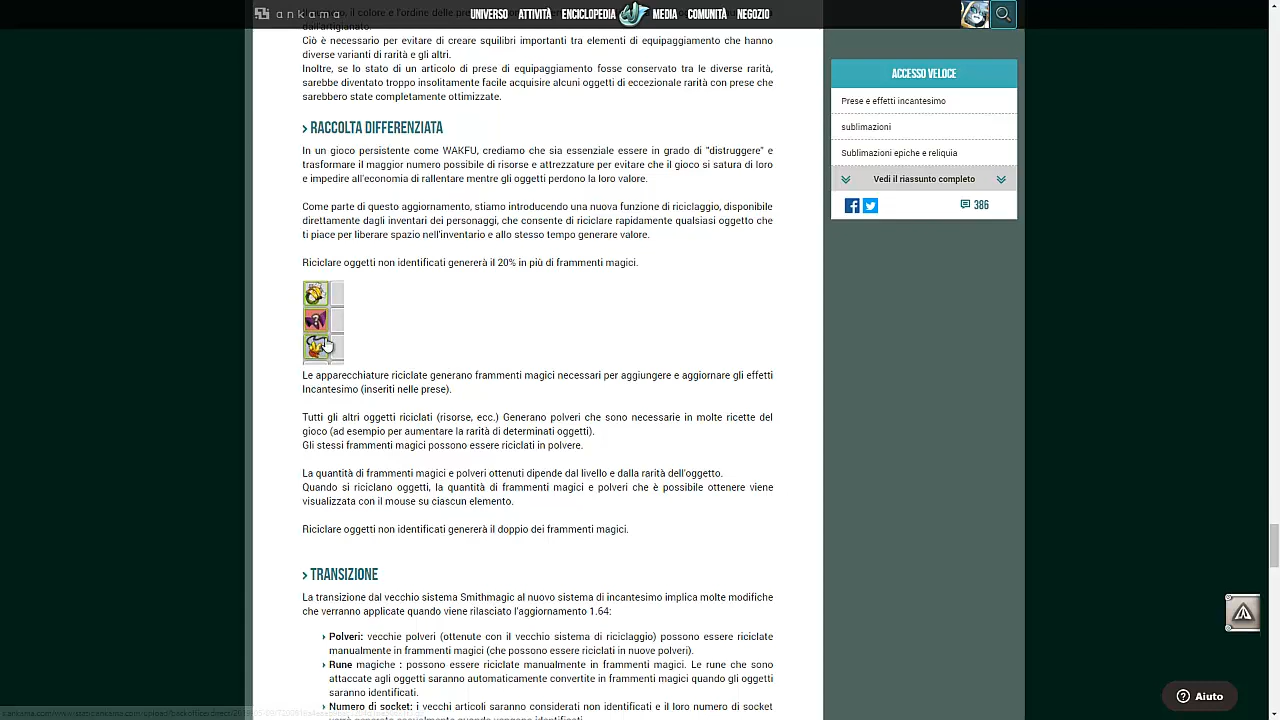 ankama
UNIVERSO ATTIVITÀ ENCICLOPEDIA MEDIA COMUNITÀ NEGOZIO
dall'artigianato.
Ciò è necessario per evitare di creare squilibri importanti tra elementi di equipaggiamento che hanno
diverse varianti di rarità e gli altri.
Inoltre, se lo stato di un articolo di prese di equipaggiamento fosse conservato tra le diverse rarità,
sarebbe diventato troppo insolitamente facile acquisire alcuni oggetti di eccezionale rarità con prese che
sarebbero state completamente ottimizzate.
› RACCOLTA DIFFERENZIATA
In un gioco persistente come WAKFU, crediamo che sia essenziale essere in grado di "distruggere" e
trasformare il maggior numero possibile di risorse e attrezzature per evitare che il gioco si satura di loro
e impedire all'economia di rallentare mentre gli oggetti perdono la loro valore.
Come parte di questo aggiornamento, stiamo introducendo una nuova funzione di riciclaggio, disponibile
direttamente dagli inventari dei personaggi, che consente di riciclare rapidamente qualsiasi oggetto che
ti piace per liberare spazio nell'inventario e allo stesso tempo generare valore.
Riciclare oggetti non identificati genererà il 20% in più di frammenti magici.
Le apparecchiature riciclate generano frammenti magici necessari per aggiungere e aggiornare gli effetti
Incantesimo (inseriti nelle prese).
Tutti gli altri oggetti riciclati (risorse, ecc.) Generano polveri che sono necessarie in molte ricette del
gioco (ad esempio per aumentare la rarità di determinati oggetti).
Gli stessi frammenti magici possono essere riciclati in polvere.
La quantità di frammenti magici e polveri ottenuti dipende dal livello e dalla rarità dell'oggetto.
Quando si riciclano oggetti, la quantità di frammenti magici e polveri che è possibile ottenere viene
visualizzata con il mouse su ciascun elemento.
Riciclare oggetti non identificati genererà il doppio dei frammenti magici.
› TRANSIZIONE
La transizione dal vecchio sistema Smithmagic al nuovo sistema di incantesimo implica molte modifiche
che verranno applicate quando viene rilasciato l'aggiornamento 1.64:
› Polveri: vecchie polveri (ottenute con il vecchio sistema di riciclaggio) possono essere riciclate
manualmente in frammenti magici (che possono essere riciclati in nuove polveri).
› Rune magiche : possono essere riciclate manualmente in frammenti magici. Le rune che sono
attaccate agli oggetti saranno automaticamente convertite in frammenti magici quando gli oggetti
saranno identificati.
› Numero di socket: i vecchi articoli saranno considerati non identificati e il loro numero di socket
ACCESSO VELOCE
Prese e effetti incantesimo
sublimazioni
Sublimazioni epiche e reliquia
Vedi il riassunto completo
386
Aiuto